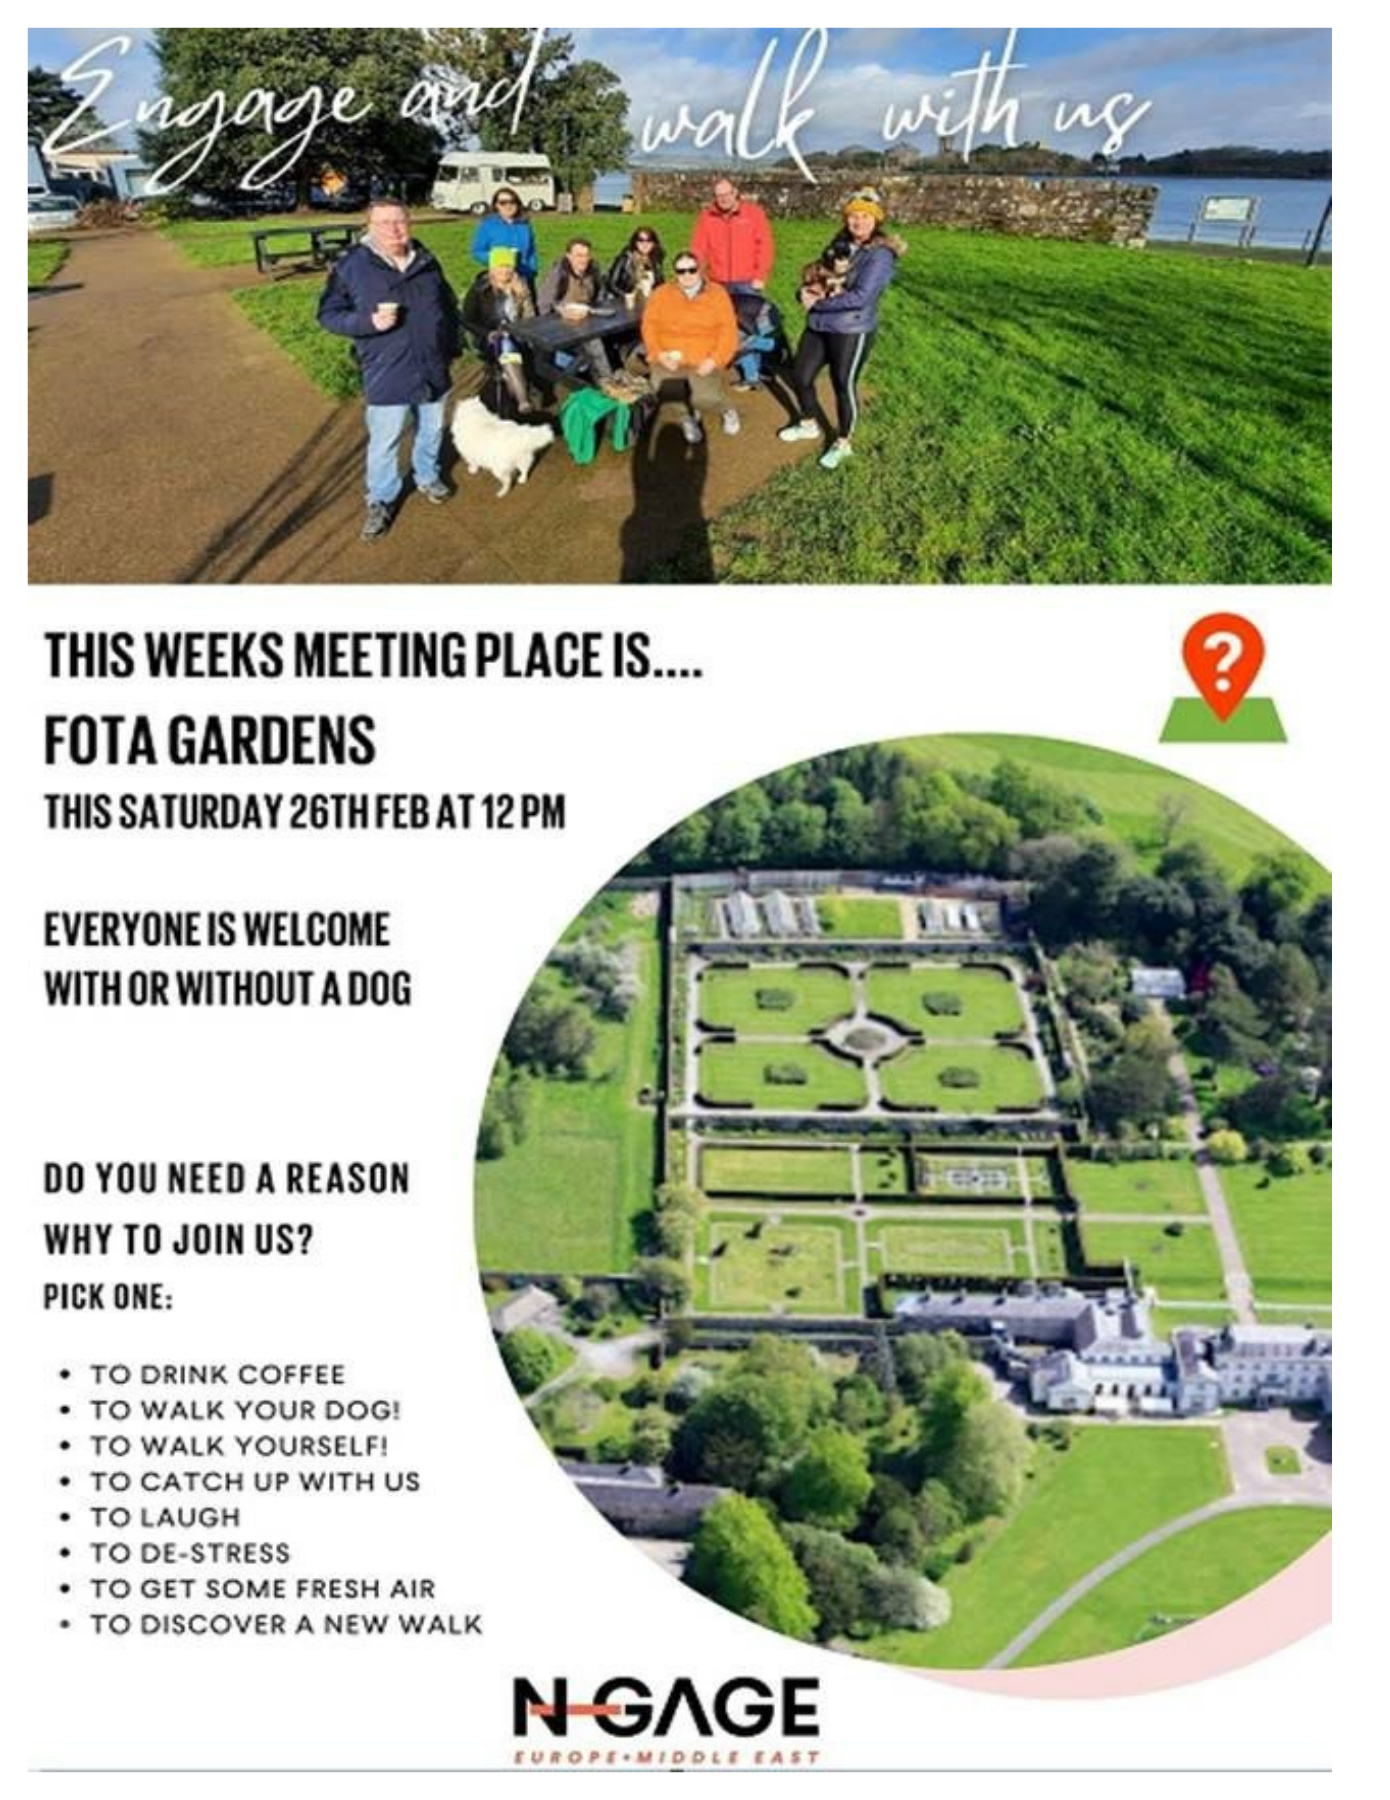 Engage and walk with us
THIS WEEKS MEETING PLACE IS....
FOTA GARDENS
THIS SATURDAY 26TH FEB AT 12 PM
EVERYONE IS WELCOME
WITH OR WITHOUT A DOG
DO YOU NEED A REASON
WHY TO JOIN US?
PICK ONE:
• TO DRINK COFFEE
• TO WALK YOUR DOG!
• TO WALK YOURSELF!
• TO CATCH UP WITH US
• TO LAUGH
• TO DE-STRESS
• TO GET SOME FRESH AIR
• TO DISCOVER A NEW WALK
N-GAGE
EUROPE•MIDDLE EAST